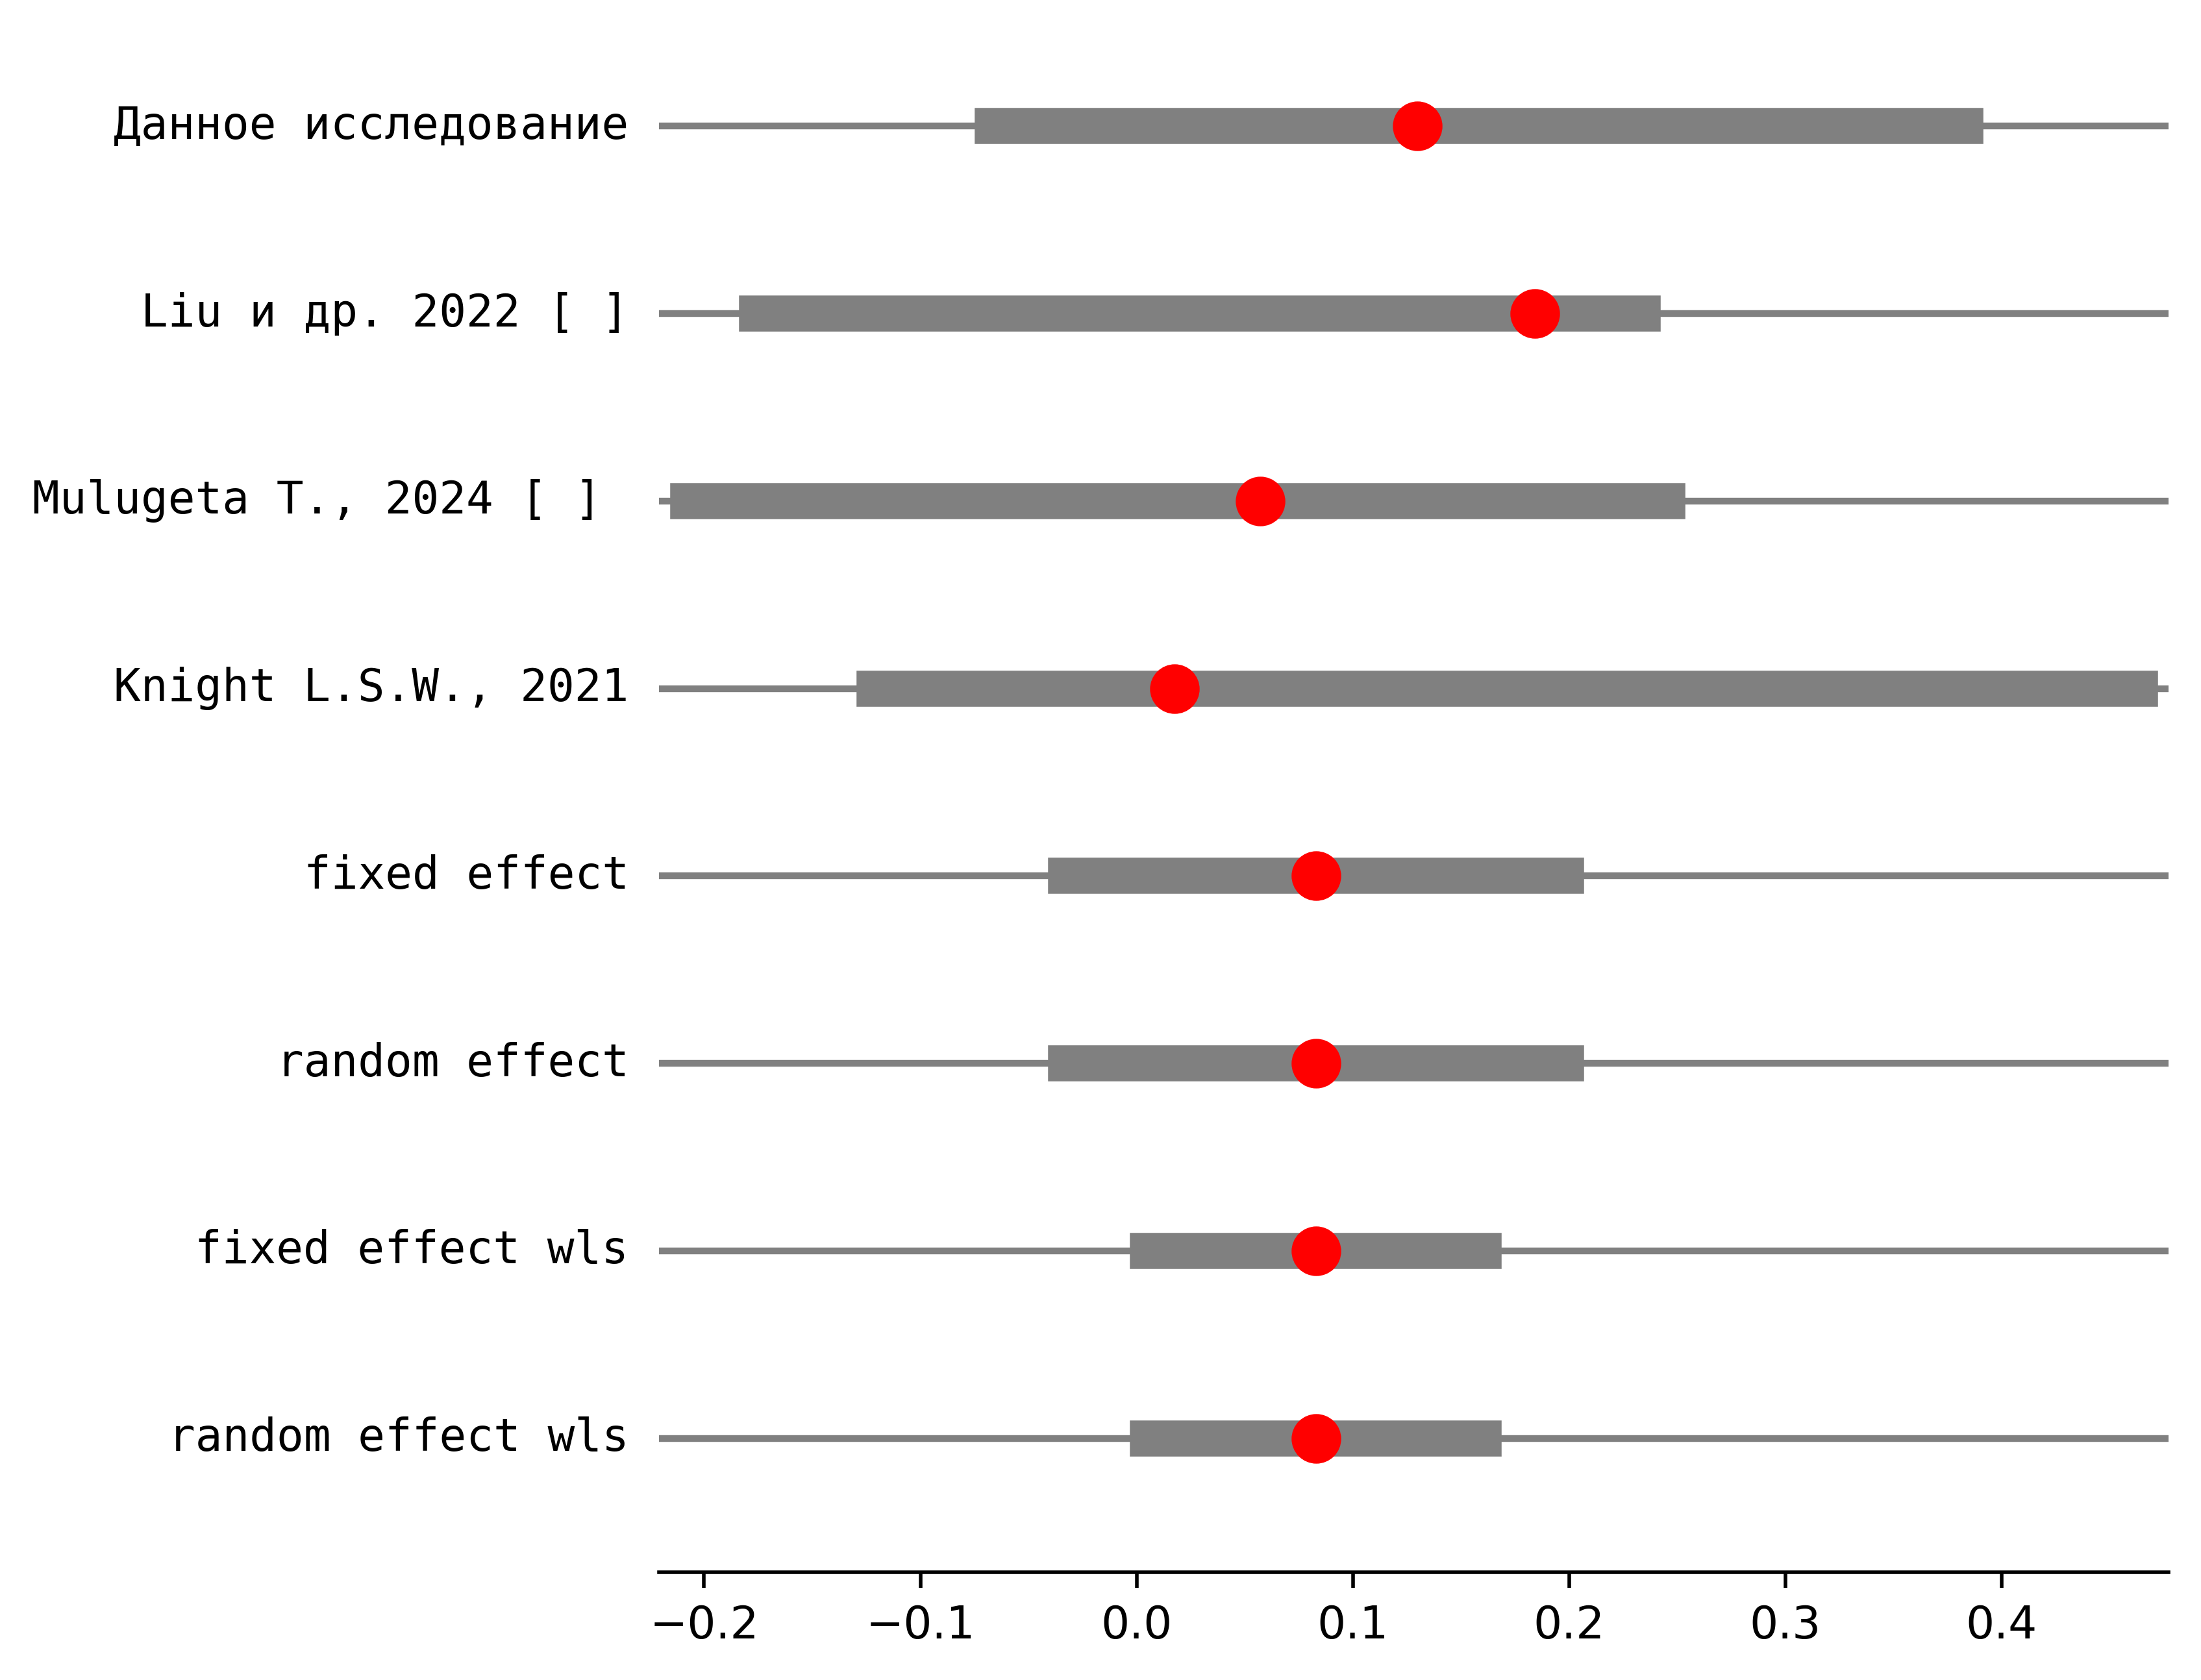 Данное исследование
Liu и др. 2022 [ ]
Mulugeta T., 2024 [ ]
Knight L.S.W., 2021
fixed effect
random effect
fixed effect wls
random effect wls
−0.2 −0.1 0.0 0.1 0.2 0.3 0.4